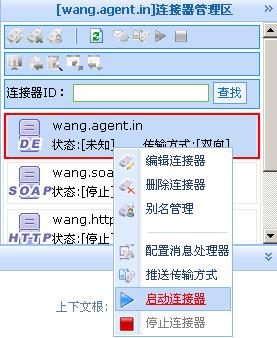 [wang.agent.in]连接器管理区
连接器ID：
查找
DE
wang.agent.in
状态:[未知] 传输方式:[双向]
SOAP
wang.soa
状态:[停止]
HTTP
wang.http
状态:[停止]
编辑连接器
删除连接器
别名管理
配置消息处理器
推送传输方式
启动连接器
停止连接器
上下文根: